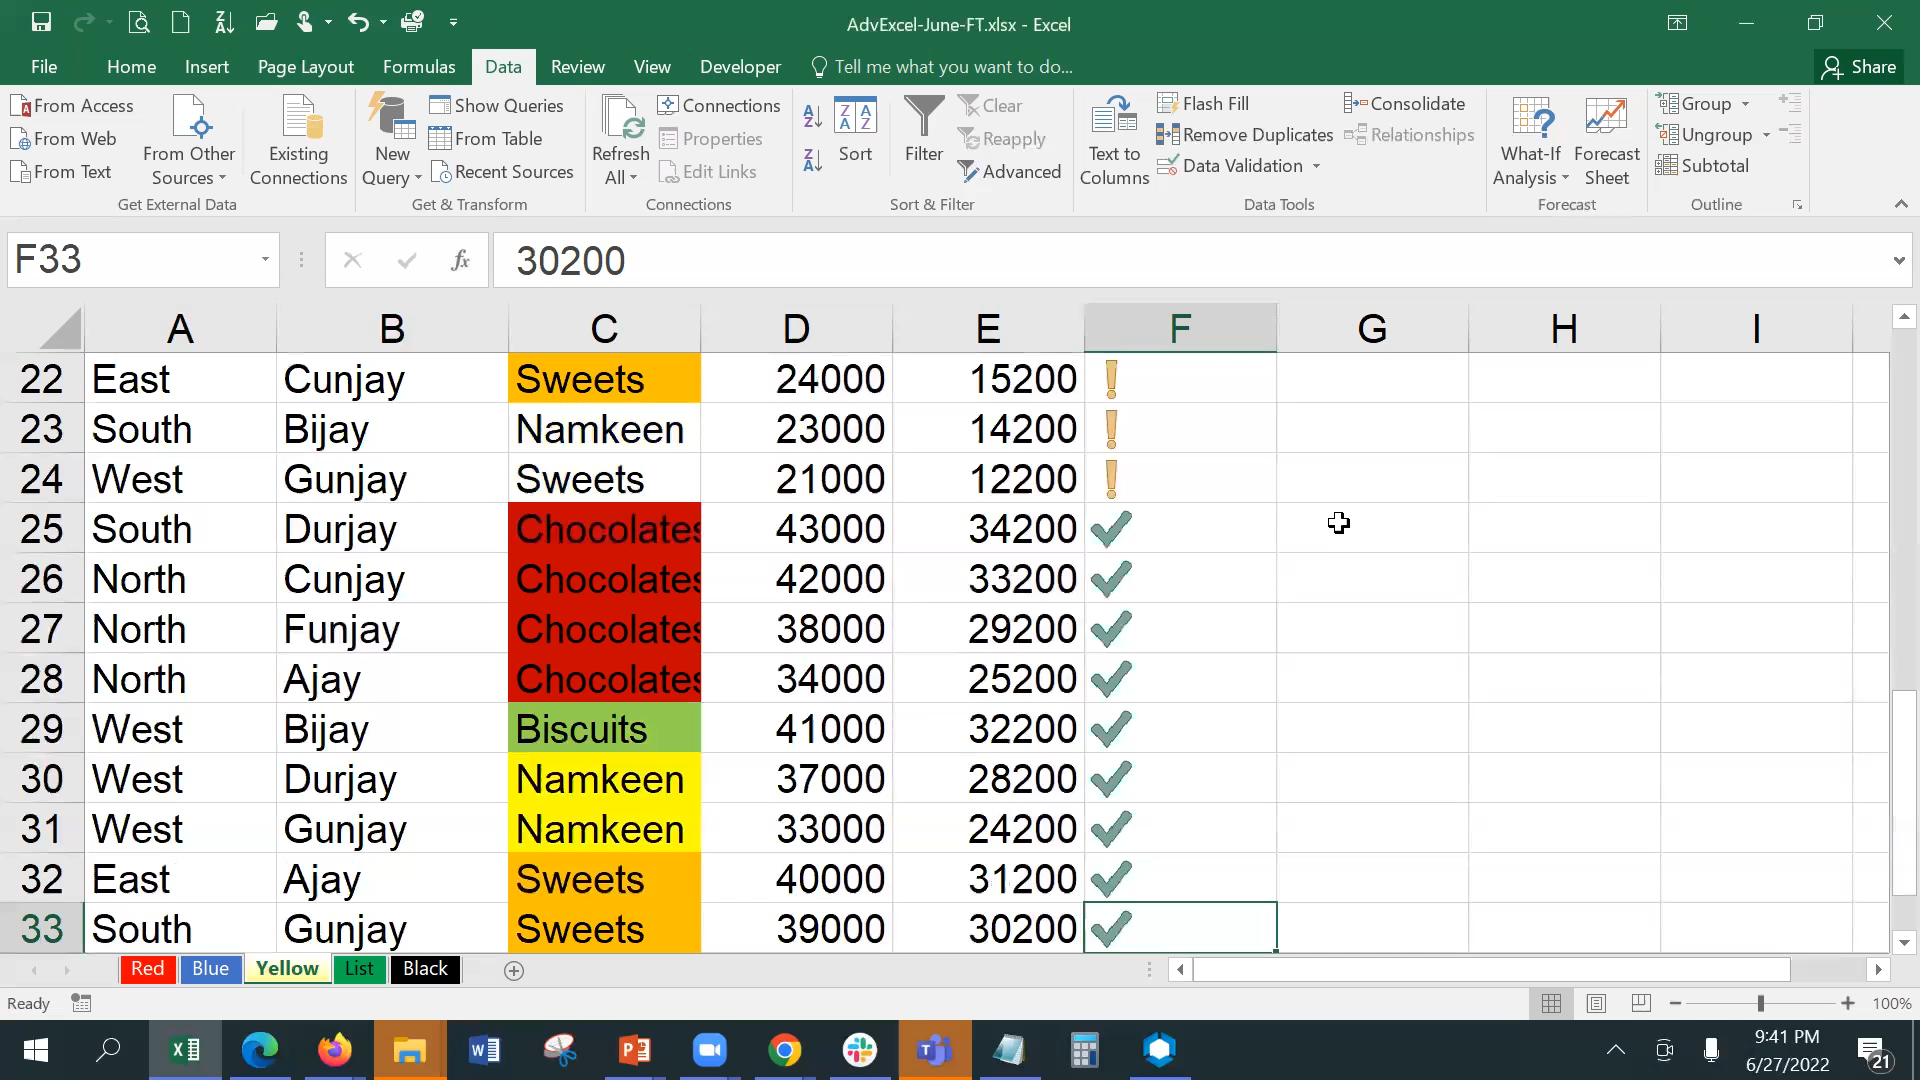 AdvExcel-June-FT.xlsx - Excel
File Home Insert Page Layout Formulas Data Review View Developer Tell me what you want to do... Share
From Access
From Web
From Text
From Other Sources
Existing Connections
Get External Data
New Query
Show Queries
From Table
Recent Sources
Get & Transform
Refresh All
Connections
Properties
Edit Links
Connections
Sort
Filter
Clear
Reapply
Advanced
Sort & Filter
Text to Columns
Flash Fill
Remove Duplicates
Data Validation
Consolidate
Relationships
Data Tools
What-If Analysis
Forecast Sheet
Forecast
Group
Ungroup
Subtotal
Outline
F33 fx 30200
A B C D E F G H I
22 East Cunjay Sweets 24000 15200
23 South Bijay Namkeen 23000 14200
24 West Gunjay Sweets 21000 12200
25 South Durjay Chocolates 43000 34200
26 North Cunjay Chocolates 42000 33200
27 North Funjay Chocolates 38000 29200
28 North Ajay Chocolates 34000 25200
29 West Bijay Biscuits 41000 32200
30 West Durjay Namkeen 37000 28200
31 West Gunjay Namkeen 33000 24200
32 East Ajay Sweets 40000 31200
33 South Gunjay Sweets 39000 30200
Red Blue Yellow List Black
Ready 100%
9:41 PM
6/27/2022
21